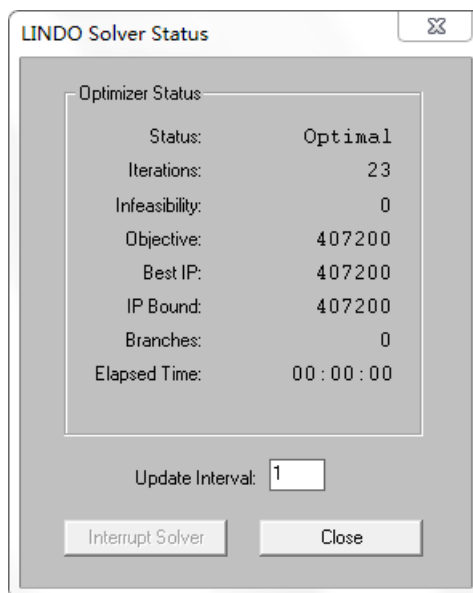 LINDO Solver Status
Optimizer Status
Status: Optimal
Iterations: 23
Infeasibility: 0
Objective: 407200
Best IP: 407200
IP Bound: 407200
Branches: 0
Elapsed Time: 00:00:00
Update Interval: 1
Interrupt Solver Close